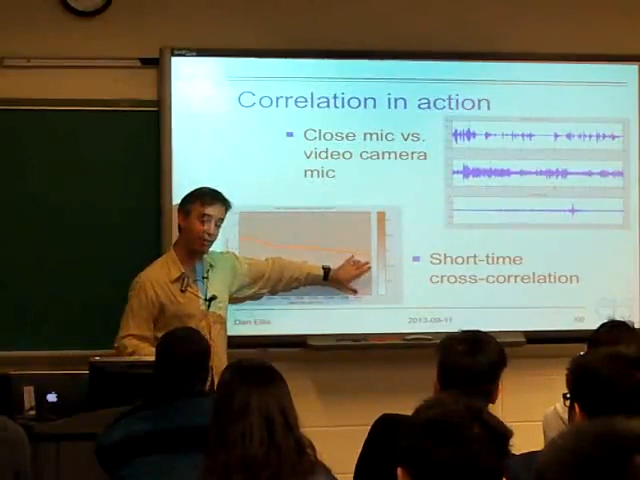 Correlation in action
Close mic vs.
video camera
mic
Short-time
cross-correlation
Dan Ellis
2013-09-11